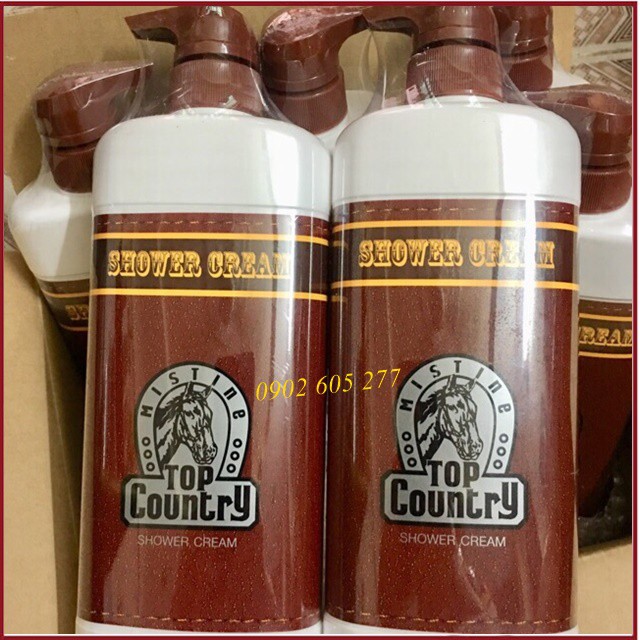 SHOWER CREAM
MISTINE
TOP
COUNTRY
SHOWER CREAM
SHOWER CREAM
MISTINE
TOP
COUNTRY
SHOWER CREAM
0902 605 277